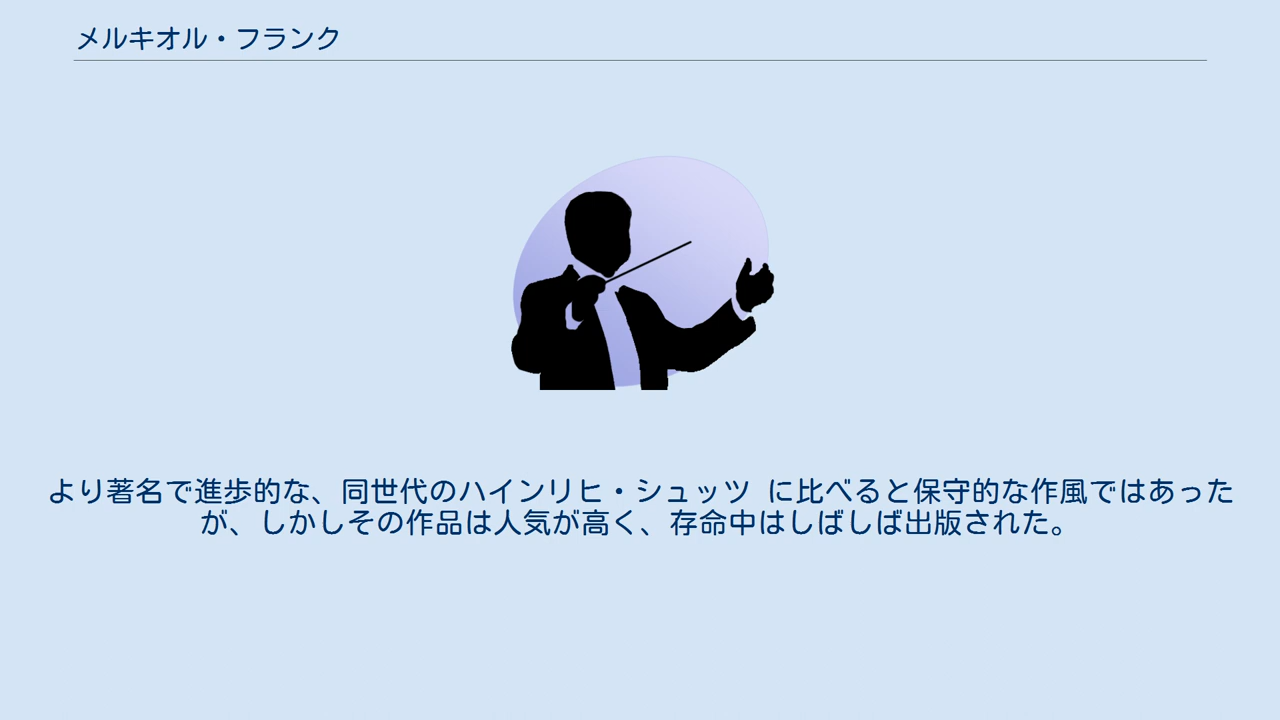 メルキオル・フランク
より著名で進歩的な、同世代のハインリヒ・シュッツ に比べると保守的な作風ではあった
が、しかしその作品は人気が高く、存命中はしばしば出版された。